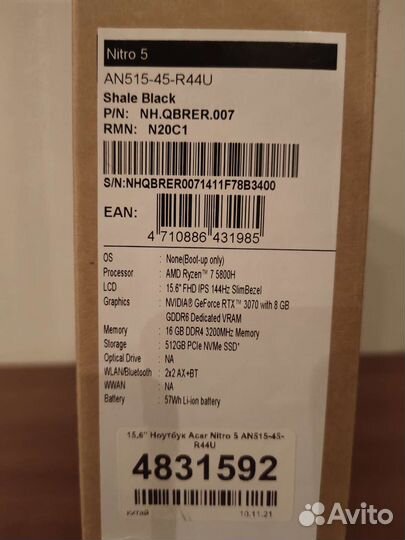 Nitro 5
AN515-45-R44U
Shale Black
P/N: NH.QBRER.007
RMN: N20C1
S/N:NHQBRER0071411F78B3400
EAN:
4 710886 431985
OS : None(Boot-up only)
Processor : AMD Ryzen™ 7 5800H
LCD : 15.6" FHD IPS 144Hz SlimBezel
Graphics : NVIDIA® GeForce RTX™ 3070 with 8 GB
GDDR6 Dedicated VRAM
Memory : 16 GB DDR4 3200MHz Memory
Storage : 512GB PCIe NVMe SSD*
Optical Drive : NA
WLAN/Bluetooth : 2x2 AX+BT
WWAN : NA
Battery : 57Wh Li-ion battery
15.6" Ноутбук Acer Nitro 5 AN515-45-
R44U
4831592
китай 10.11.21
Avito